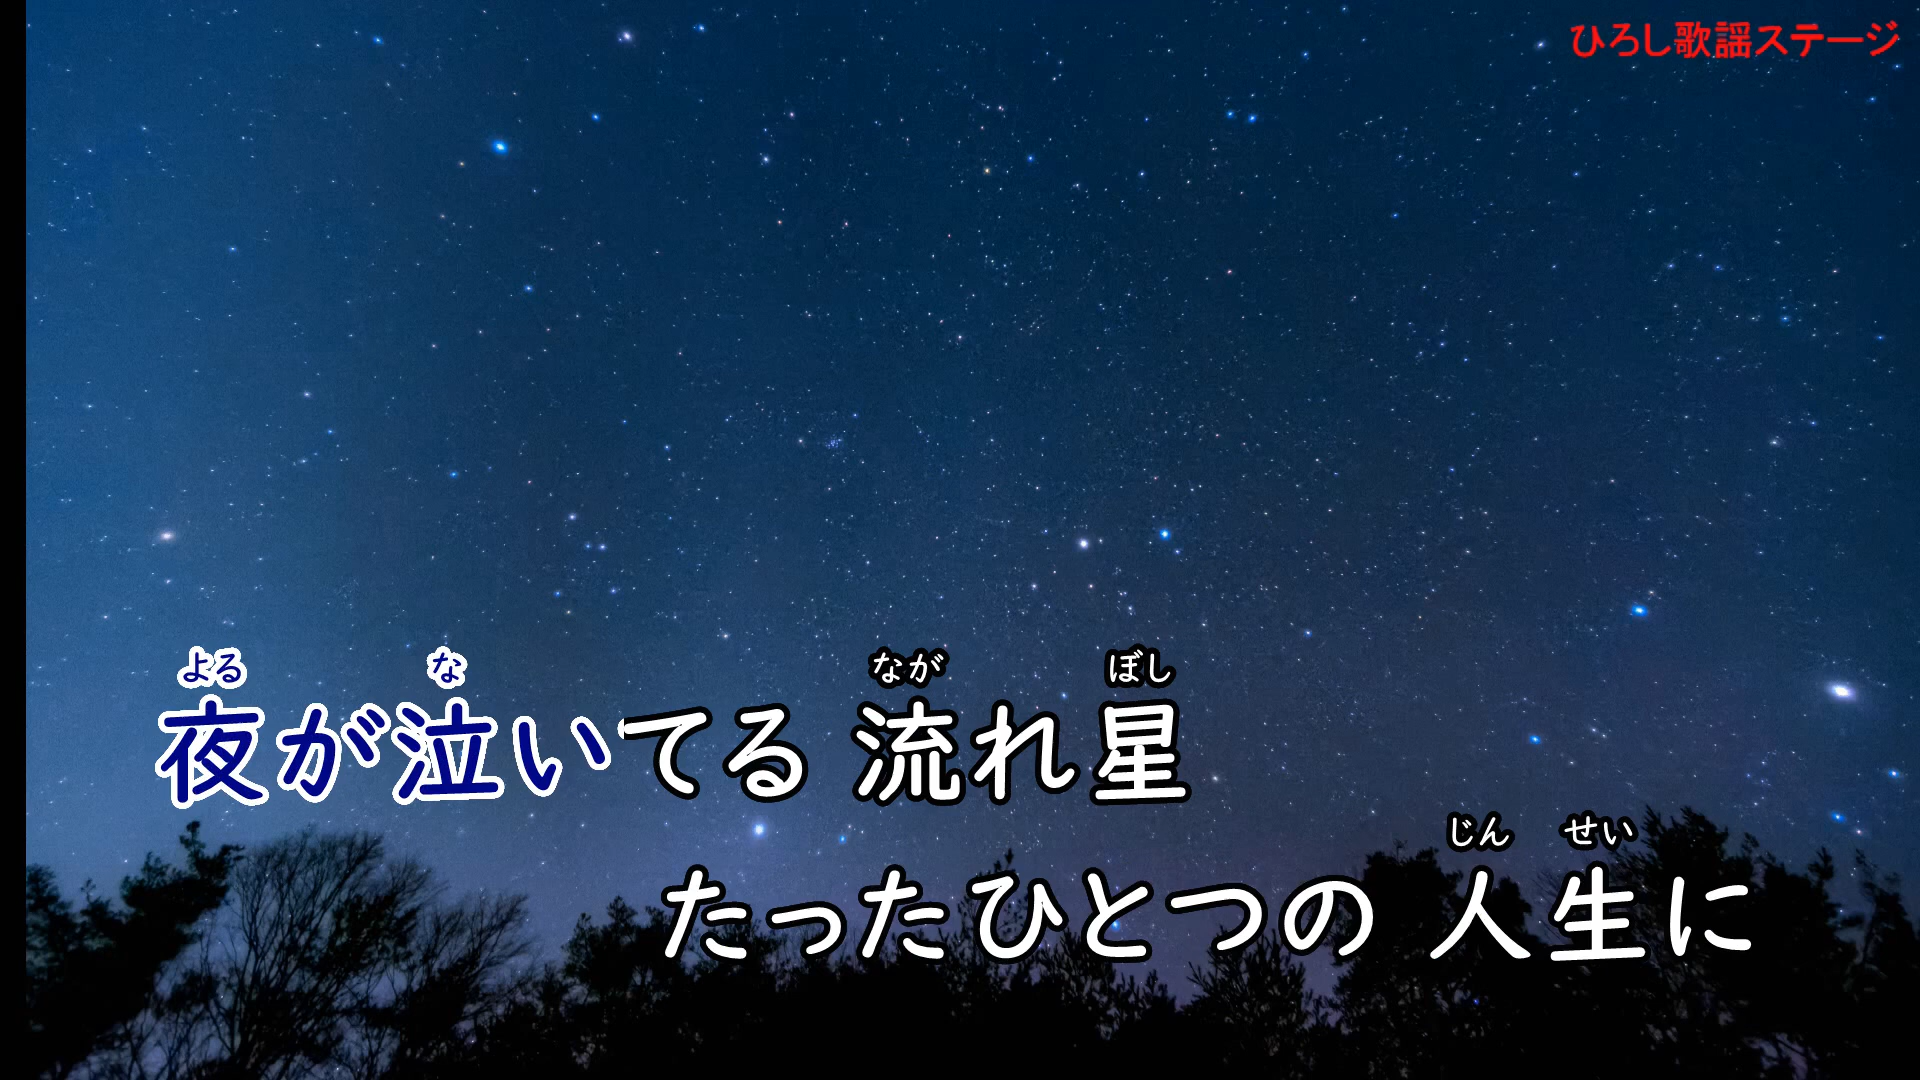 ひろし歌謡ステージ
よる な なが ぼし
夜が泣いてる 流れ星
じん せい
たったひとつの 人生に